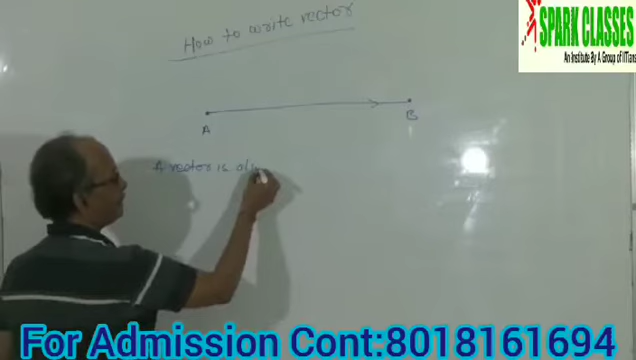 SPARK CLASSES
An Institute By A Group of IITians
How to write vector
A B
A vector is als
For Admission Cont:8018161694